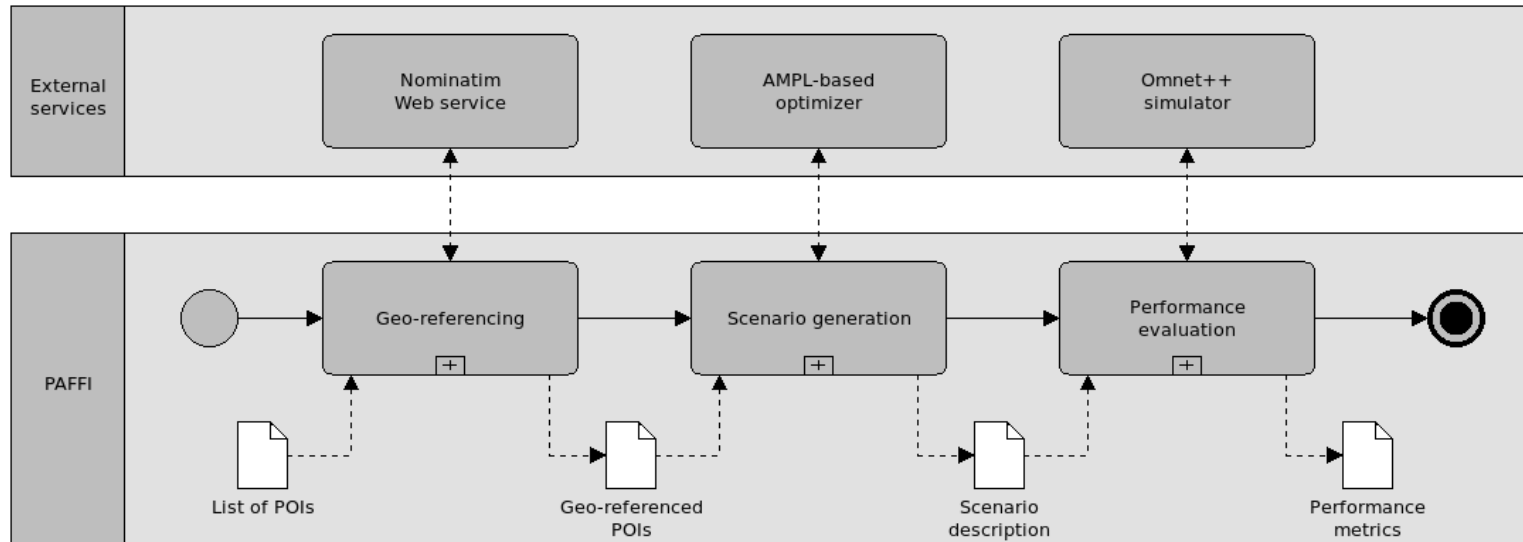 External
services
Nominatim
Web service
AMPL-based
optimizer
Omnet++
simulator
PAFFI
Geo-referencing
+
Scenario generation
+
Performance
evaluation
+
List of POIs
Geo-referenced
POIs
Scenario
description
Performance
metrics